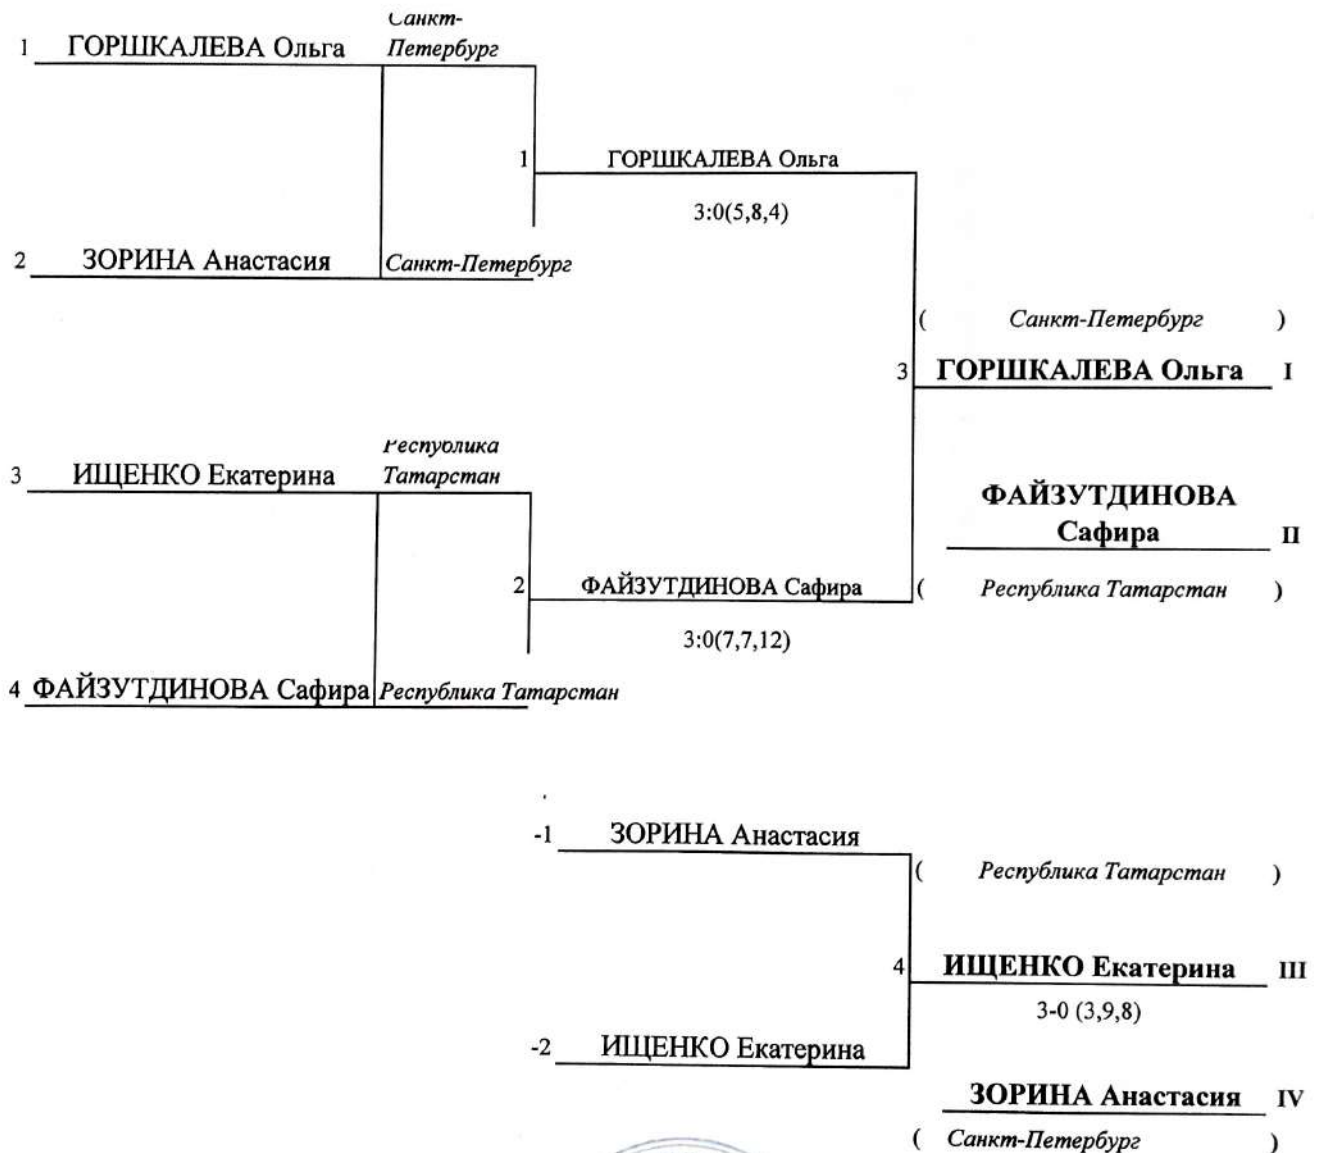 Санкт-
1 ГОРШКАЛЕВА Ольга Петербург
1 ГОРШКАЛЕВА Ольга
3:0(5,8,4)
2 ЗОРИНА Анастасия Санкт-Петербург
( Санкт-Петербург )
3 ГОРШКАЛЕВА Ольга I
Республика
3 ИЩЕНКО Екатерина Татарстан
ФАЙЗУТДИНОВА
Сафира II
2 ФАЙЗУТДИНОВА Сафира ( Республика Татарстан )
3:0(7,7,12)
4 ФАЙЗУТДИНОВА Сафира Республика Татарстан
-1 ЗОРИНА Анастасия
( Республика Татарстан )
4 ИЩЕНКО Екатерина III
3-0 (3,9,8)
-2 ИЩЕНКО Екатерина
ЗОРИНА Анастасия IV
( Санкт-Петербург )